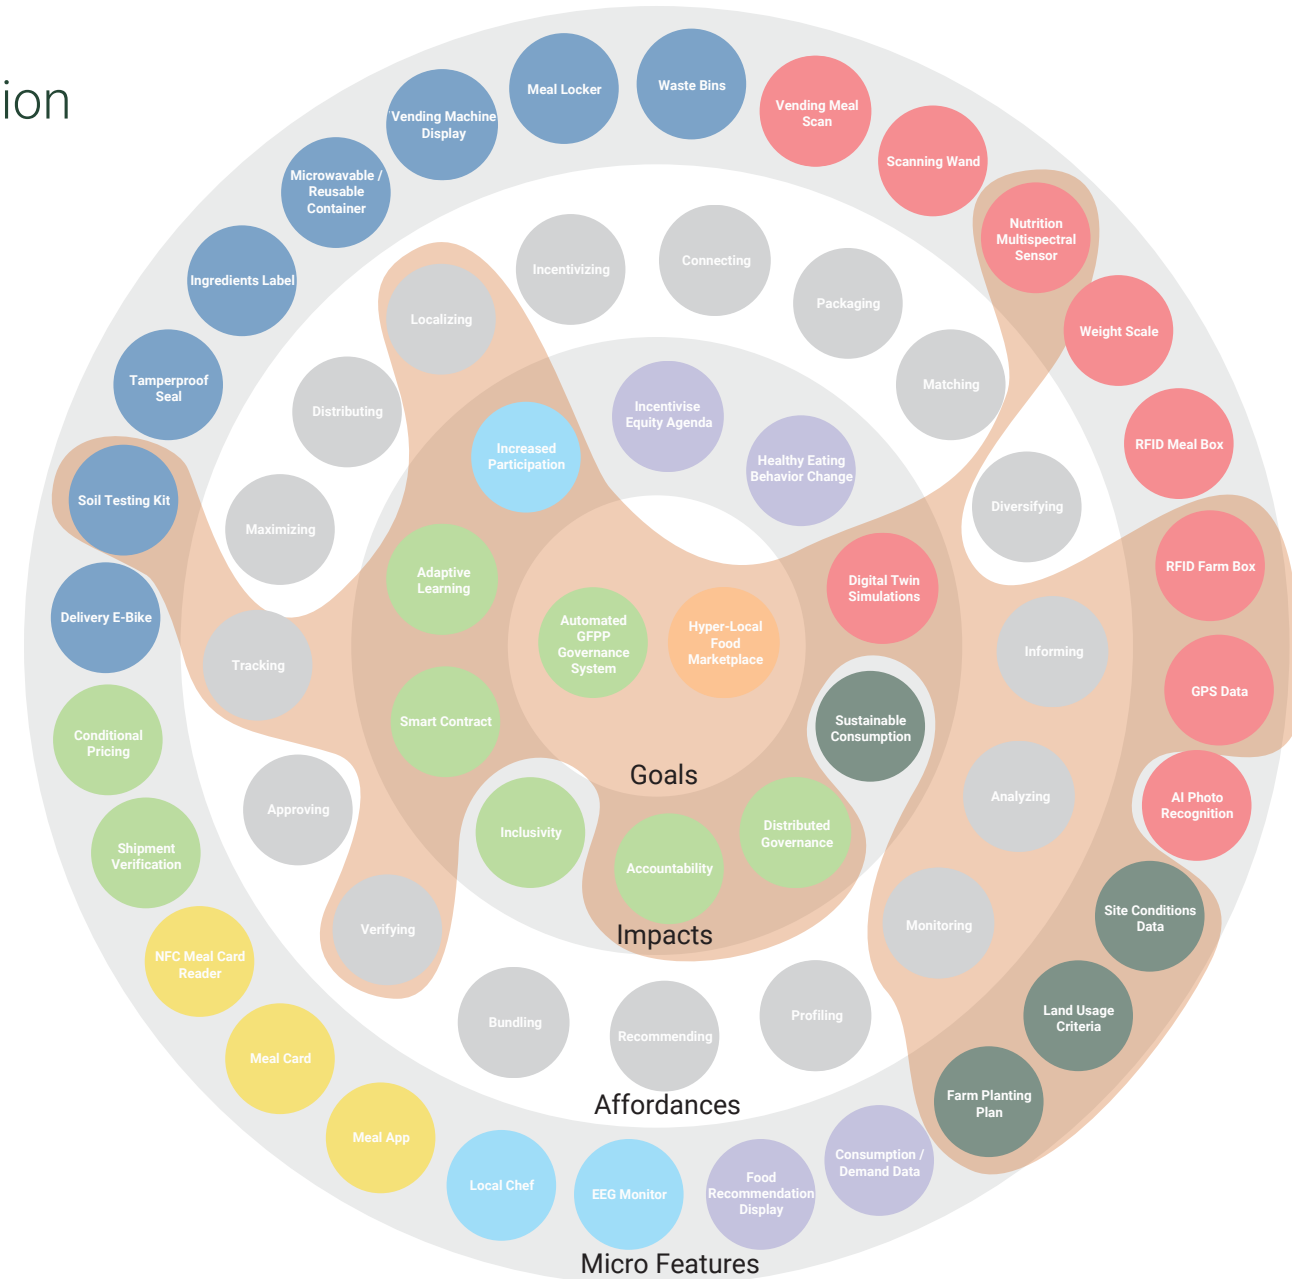 ion
Meal Locker
Waste Bins
Vending Meal
Scan
Vending Machine
Display
Scanning Wand
Microwavable /
Reusable
Container
Nutrition
Multispectral
Sensor
Ingredients Label
Weight Scale
Tamperproof
Seal
RFID Meal Box
Soil Testing Kit
RFID Farm Box
Delivery E-Bike
GPS Data
Conditional
Pricing
AI Photo
Recognition
Shipment
Verification
Site Conditions
Data
NFC Meal Card
Reader
Land Usage
Criteria
Meal Card
Farm Planting
Plan
Meal App
Consumption /
Demand Data
Local Chef
EEG Monitor
Food
Recommendation
Display
Micro Features
Incentivizing
Connecting
Packaging
Localizing
Matching
Distributing
Diversifying
Maximizing
Informing
Tracking
Analyzing
Approving
Monitoring
Verifying
Profiling
Bundling
Recommending
Affordances
Incentivise
Equity Agenda
Increased
Participation
Healthy Eating
Behavior Change
Adaptive
Learning
Digital Twin
Simulations
Smart Contract
Sustainable
Consumption
Inclusivity
Distributed
Governance
Accountability
Impacts
Automated
GFPP
Governance
System
Hyper-Local
Food
Marketplace
Goals